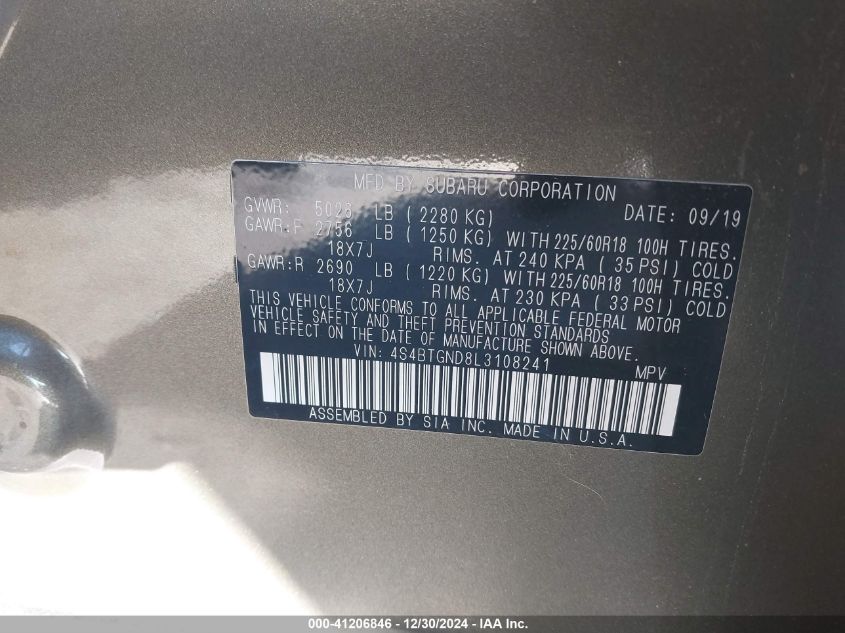 MFD BY SUBARU CORPORATION
GVWR: 5026 LB ( 2280 KG) DATE: 09/19
GAWR:F 2756 LB ( 1250 KG) WITH 225/60R18 100H TIRES.
18X7J RIMS. AT 240 KPA ( 35 PSI) COLD
GAWR:R 2690 LB ( 1220 KG) WITH 225/60R18 100H TIRES.
18X7J RIMS. AT 230 KPA ( 33 PSI) COLD
THIS VEHICLE CONFORMS TO ALL APPLICABLE FEDERAL MOTOR
VEHICLE SAFETY AND THEFT PREVENTION STANDARDS
IN EFFECT ON THE DATE OF MANUFACTURE SHOWN ABOVE.
VIN: 4S4BTGND8L3108241 MPV
ASSEMBLED BY SIA INC. MADE IN U.S.A.
000-41206846 - 12/30/2024 - IAA Inc.